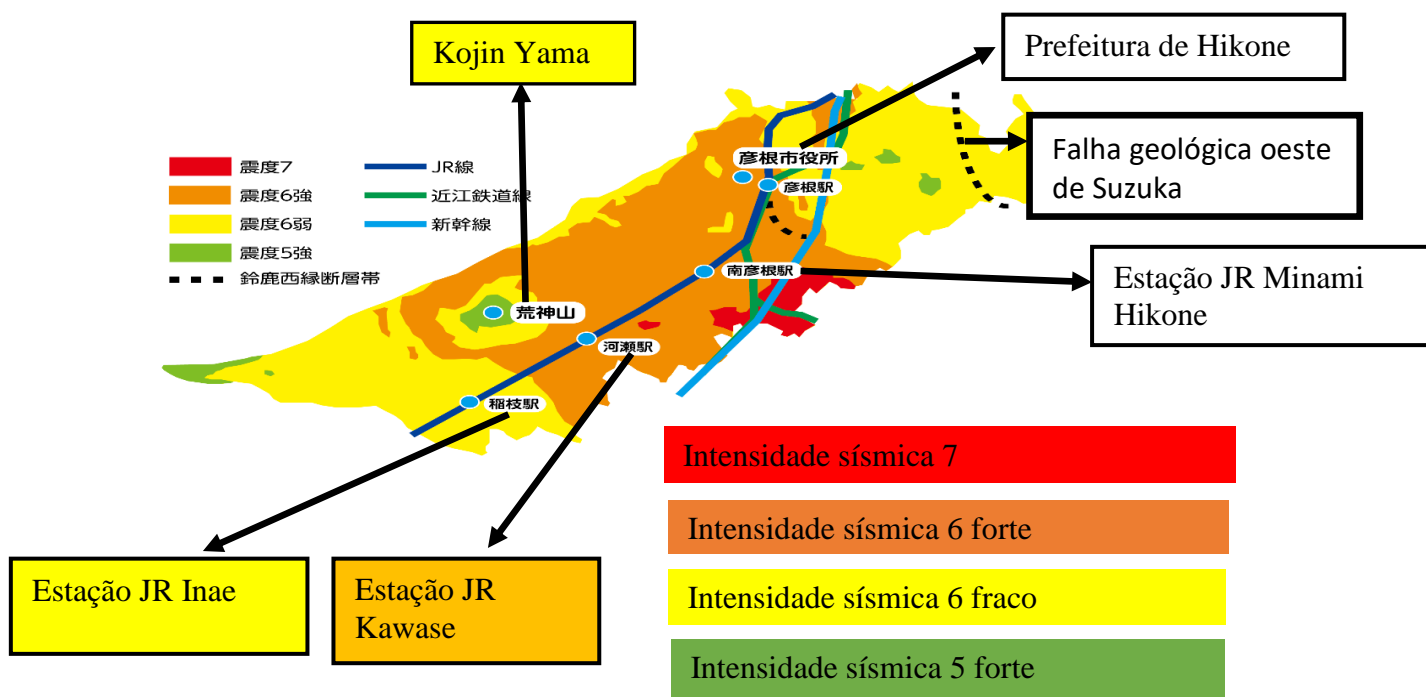 Kojin Yama
Prefeitura de Hikone
Falha geológica oeste
de Suzuka
震度7
震度6強
震度6弱
震度5強
鈴鹿西縁断層帯
JR線
近江鉄道線
新幹線
彦根市役所
彦根駅
南彦根駅
荒神山
河瀬駅
稲枝駅
Estação JR Minami
Hikone
Intensidade sísmica 7
Intensidade sísmica 6 forte
Intensidade sísmica 6 fraco
Intensidade sísmica 5 forte
Estação JR Inae
Estação JR
Kawase